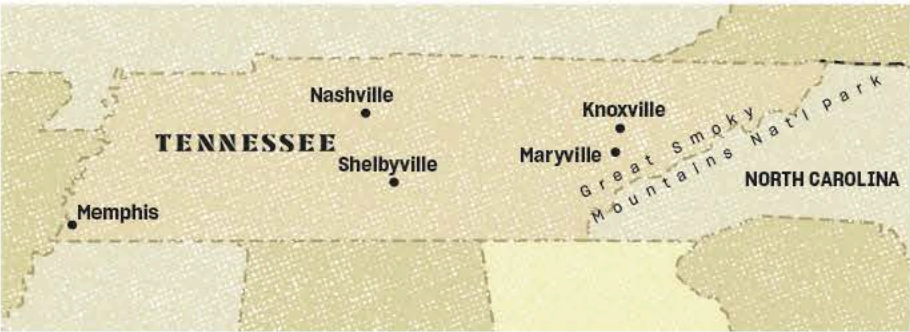 Nashville
TENNESSEE
Shelbyville
Memphis
Knoxville
Maryville
Great Smoky
Mountains Nat'l Park
NORTH CAROLINA